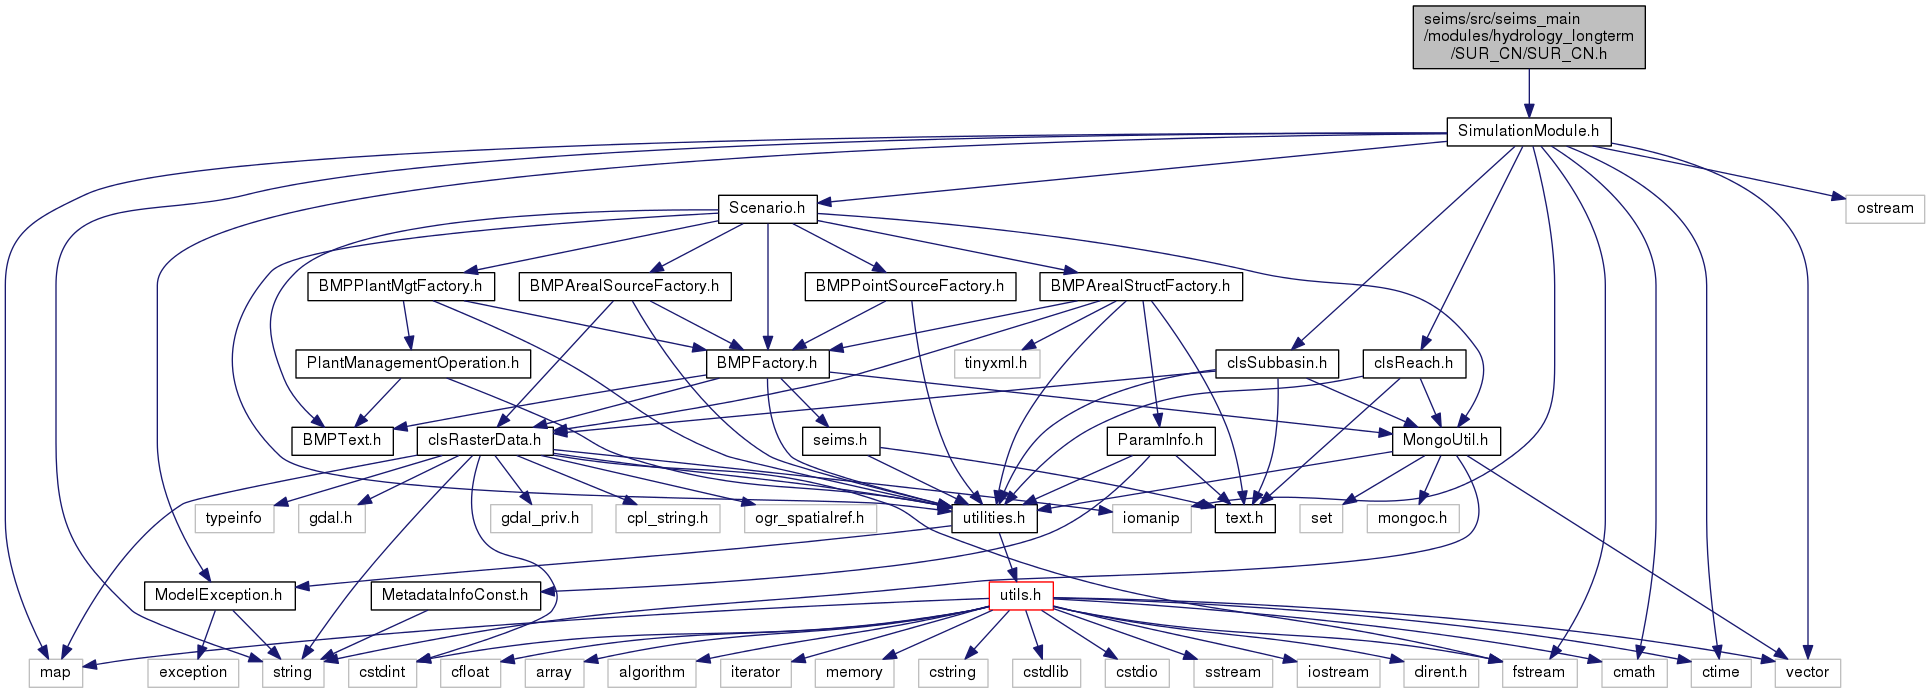 seims/src/seims_main
/modules/hydrology_longterm
/SUR_CN/SUR_CN.h
SimulationModule.h
Scenario.h
ostream
BMPPlantMgtFactory.h
BMPArealSourceFactory.h
BMPPointSourceFactory.h
BMPArealStructFactory.h
PlantManagementOperation.h
BMPFactory.h
tinyxml.h
clsSubbasin.h
clsReach.h
BMPText.h
clsRasterData.h
seims.h
ParamInfo.h
MongoUtil.h
typeinfo
gdal.h
gdal_priv.h
cpl_string.h
ogr_spatialref.h
utilities.h
iomanip
text.h
set
mongoc.h
ModelException.h
MetadataInfoConst.h
utils.h
map
exception
string
cstdint
cfloat
array
algorithm
iterator
memory
cstring
cstdlib
cstdio
sstream
iostream
dirent.h
fstream
cmath
ctime
vector